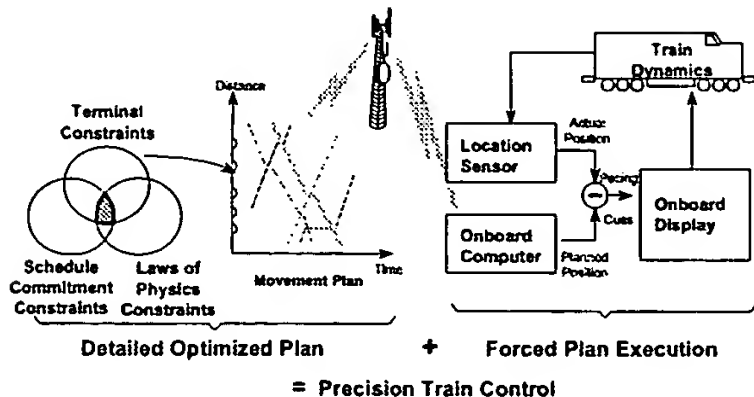 Terminal
Constraints
Schedule
Commitment
Constraints
Laws of
Physics
Constraints
Distance
Time
Movement Plan
Train
Dynamics
Location
Sensor
Actual
Position
Onboard
Computer
Planned
Position
Pacing
Cues
Onboard
Display
Detailed Optimized Plan + Forced Plan Execution
= Precision Train Control